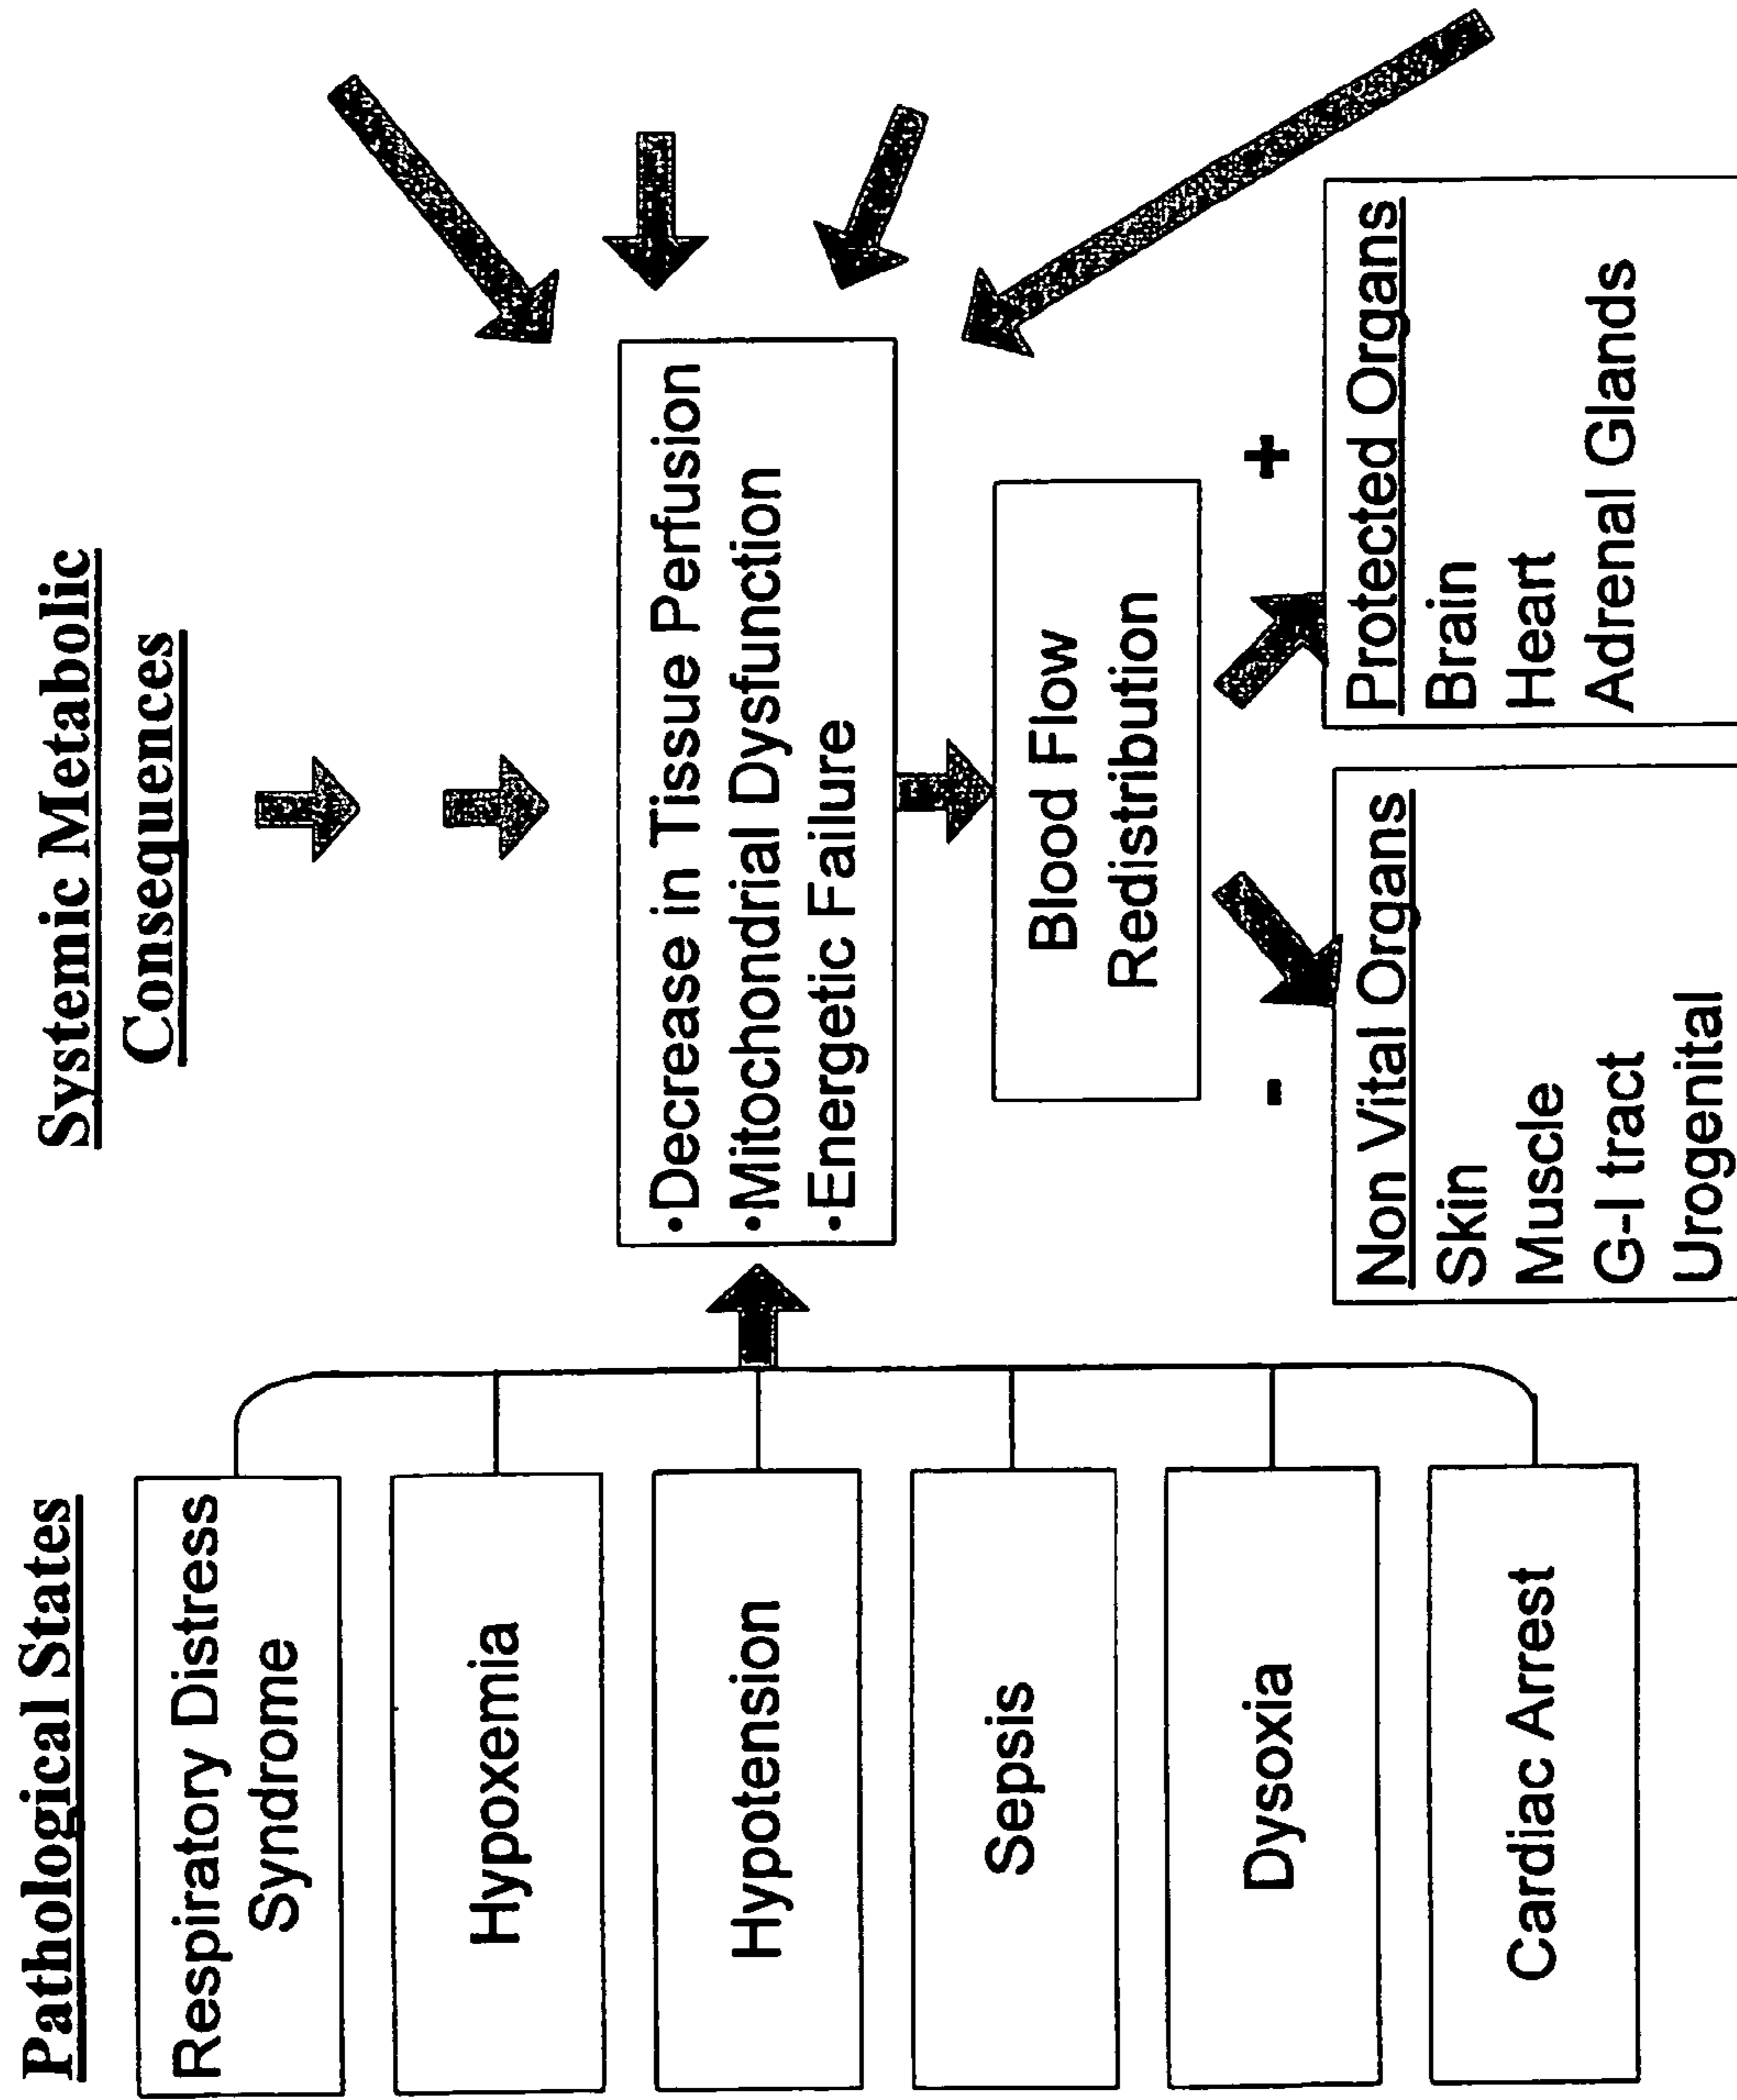 Pathological States
Respiratory Distress
Syndrome
Hypoxemia
Hypotension
Sepsis
Dysoxia
Cardiac Arrest
Systemic Metabolic
Consequences
•Decrease in Tissue Perfusion
•Mitochondrial Dysfunction
•Energetic Failure
Blood Flow
Redistribution
-
+
Non Vital Organs
Skin
Muscle
G-I tract
Urogenital
Protected Organs
Brain
Heart
Adrenal Glands